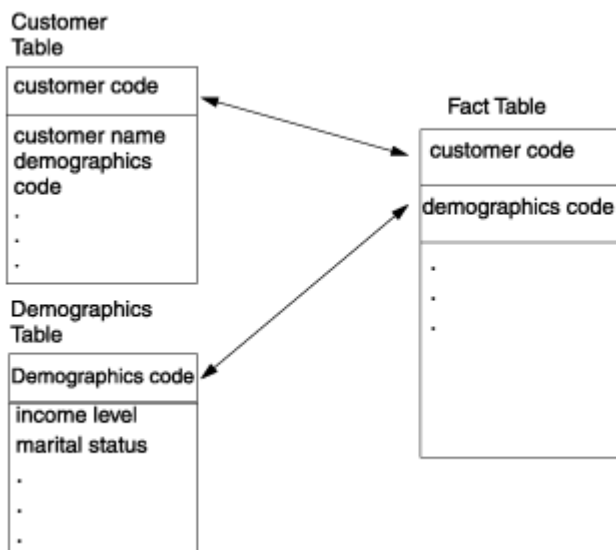 Customer
Table
customer code
customer name
demographics
code
.
.
.
Fact Table
customer code
demographics code
.
.
.
Demographics
Table
Demographics code
income level
marital status
.
.
.